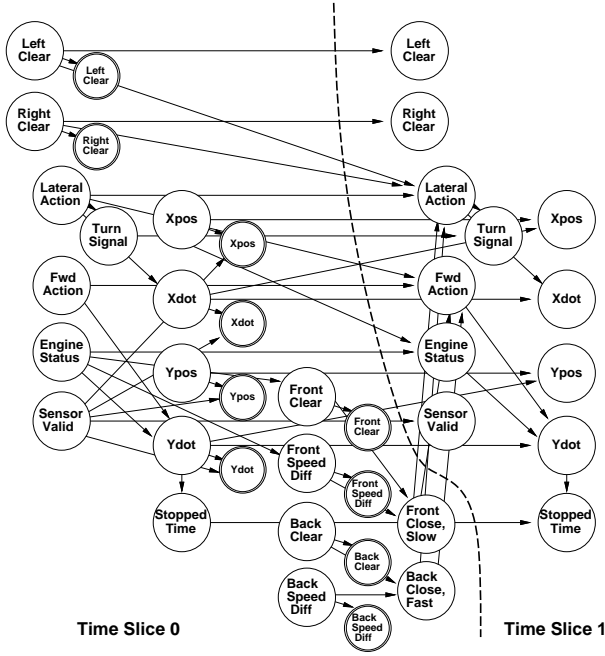 Left
Clear
Left
Clear
Left
Clear
Right
Clear
Right
Clear
Right
Clear
Lateral
Action
Turn
Signal
Xpos
Xpos
Lateral
Action
Turn
Signal
Xpos
Fwd
Action
Xdot
Xdot
Fwd
Action
Xdot
Engine
Status
Ypos
Ypos
Engine
Status
Ypos
Sensor
Valid
Front
Clear
Front
Clear
Sensor
Valid
Ydot
Ydot
Front
Speed
Diff
Front
Speed
Diff
Ydot
Stopped
Time
Front
Close,
Slow
Stopped
Time
Back
Clear
Back
Clear
Back
Close,
Fast
Back
Speed
Diff
Back
Speed
Diff
Time Slice 0
Time Slice 1